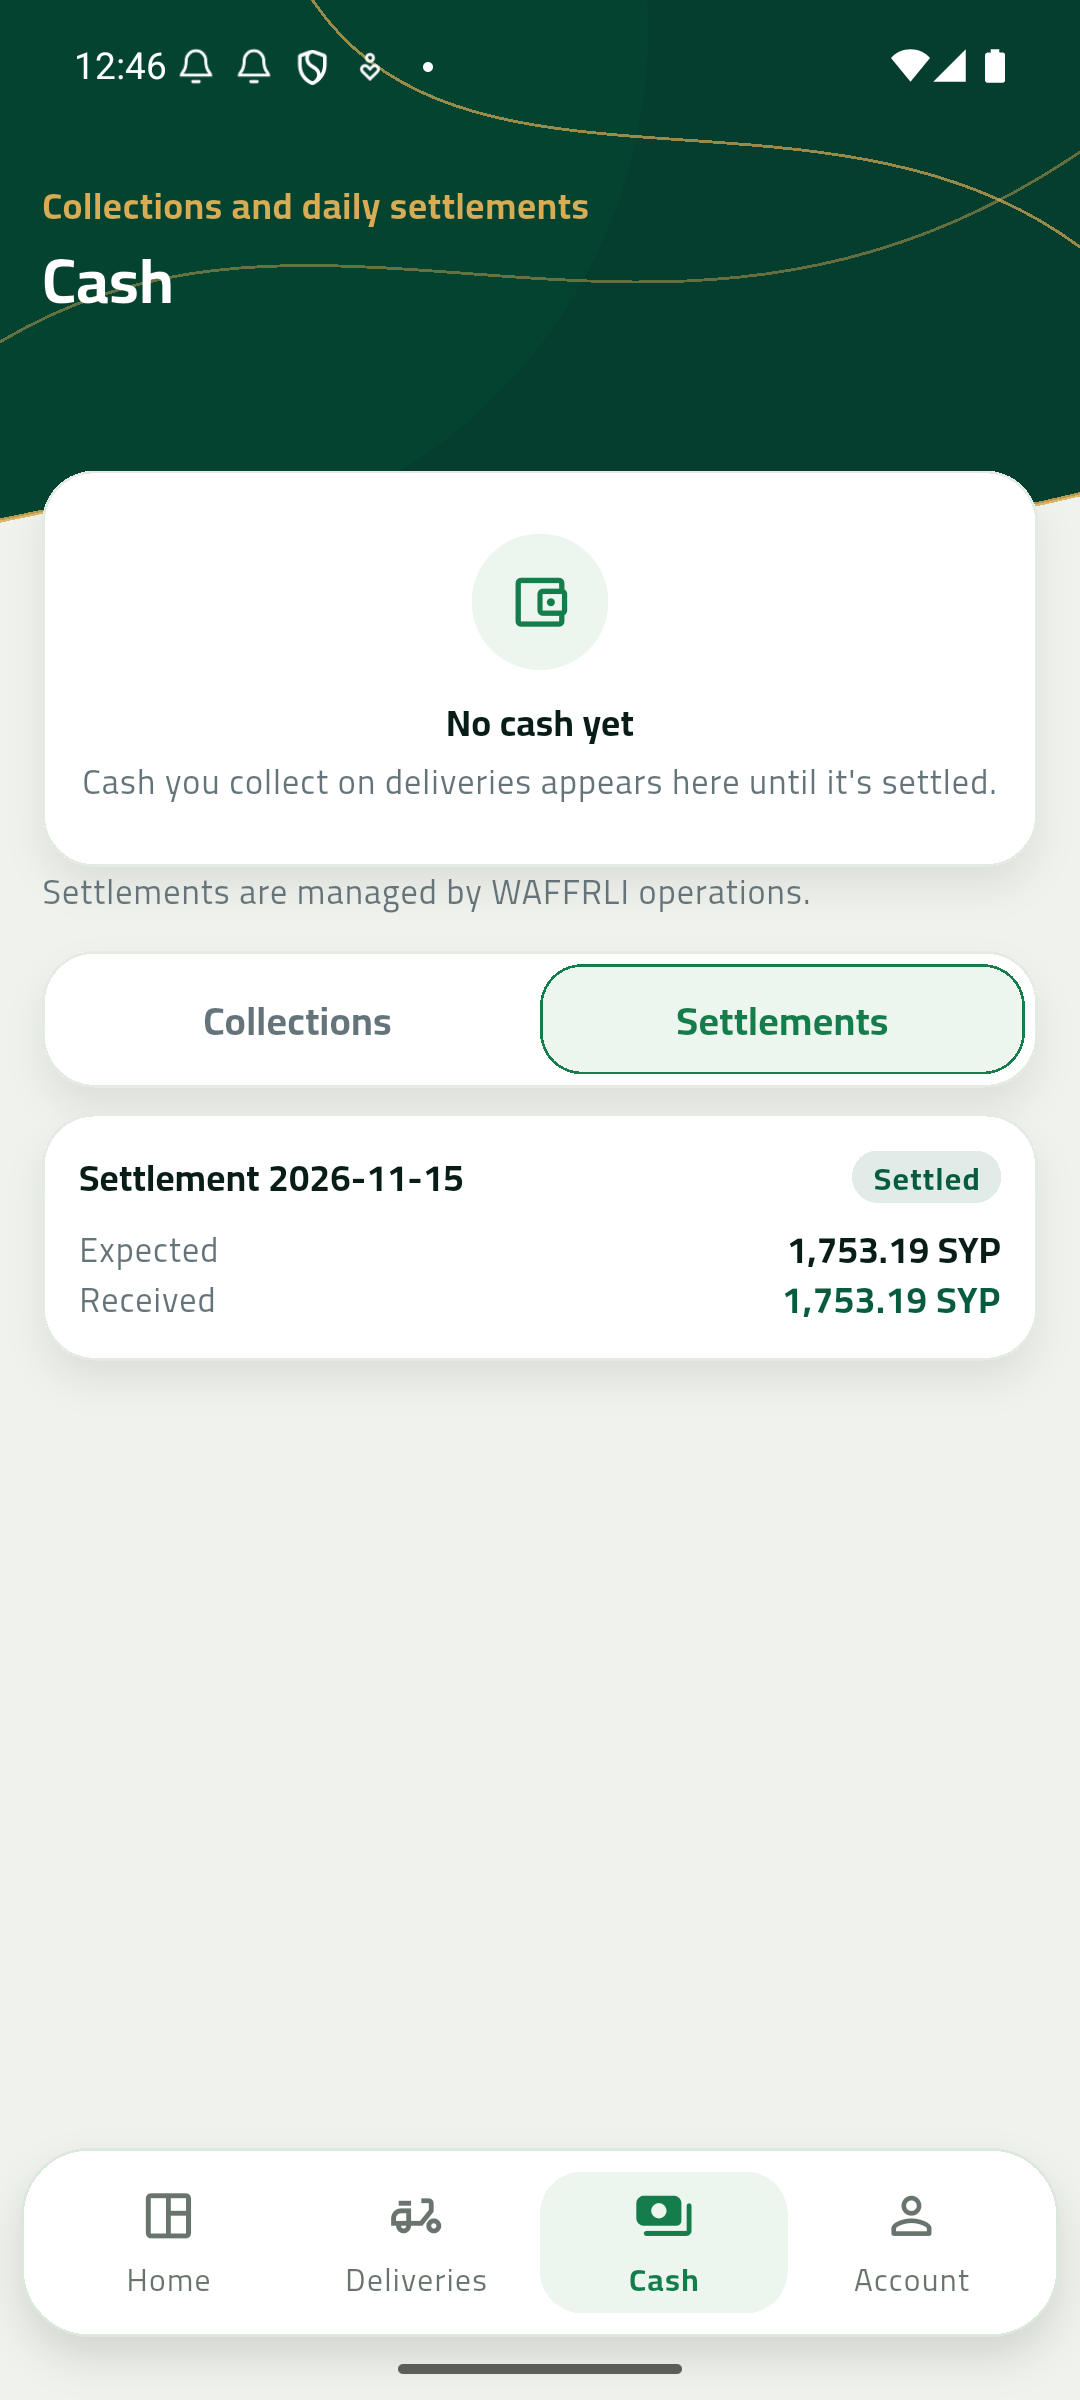 12:46
Collections and daily settlements
Cash
No cash yet
Cash you collect on deliveries appears here until it's settled.
Settlements are managed by WAFFRLI operations.
Collections
Settlements
Settlement 2026-11-15
Settled
Expected
1,753.19 SYP
Received
1,753.19 SYP
Home
Deliveries
Cash
Account